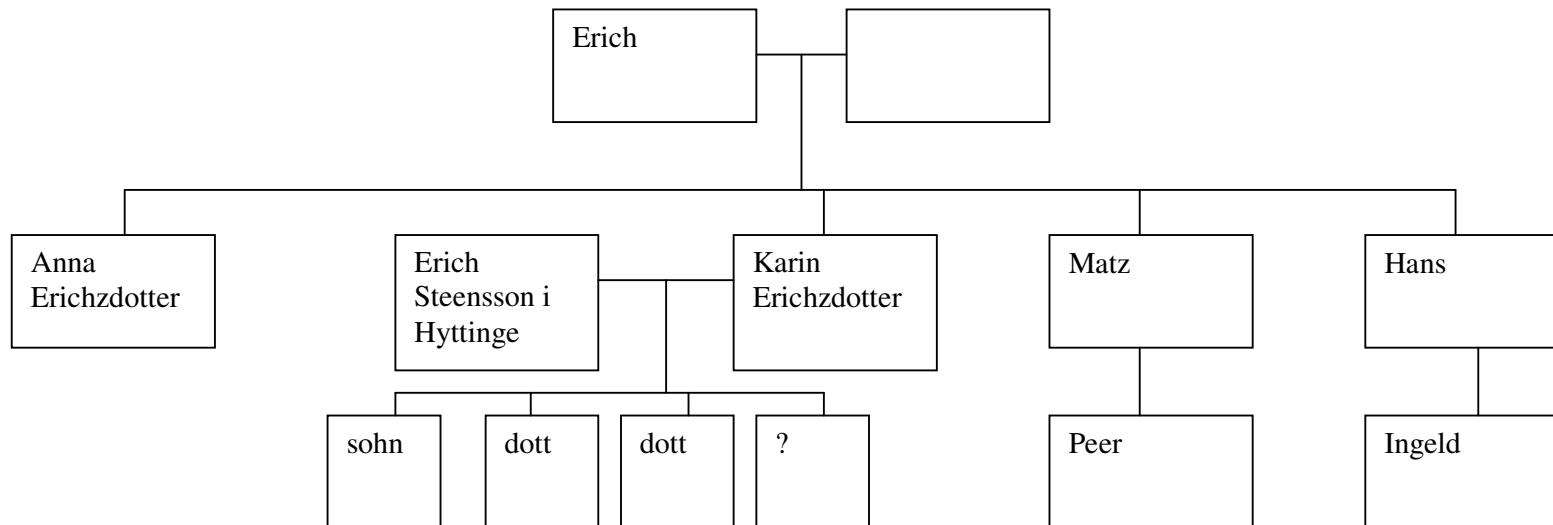 Erich
Anna
Erichzdotter
Erich
Steensson i
Hyttinge
Karin
Erichzdotter
Matz
Hans
sohn
dott
dott
?
Peer
Ingeld